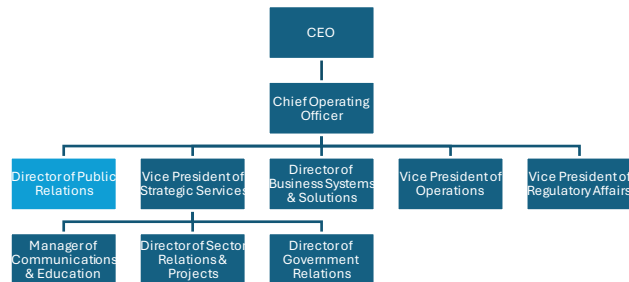 CEO
Chief Operating
Officer
Director of Public
Relations
Vice President of
Strategic Services
Director of
Business Systems
& Solutions
Vice President of
Operations
Vice President of
Regulatory Affairs
Manager of
Communications
& Education
Director of Sector
Relations &
Projects
Director of
Government
Relations